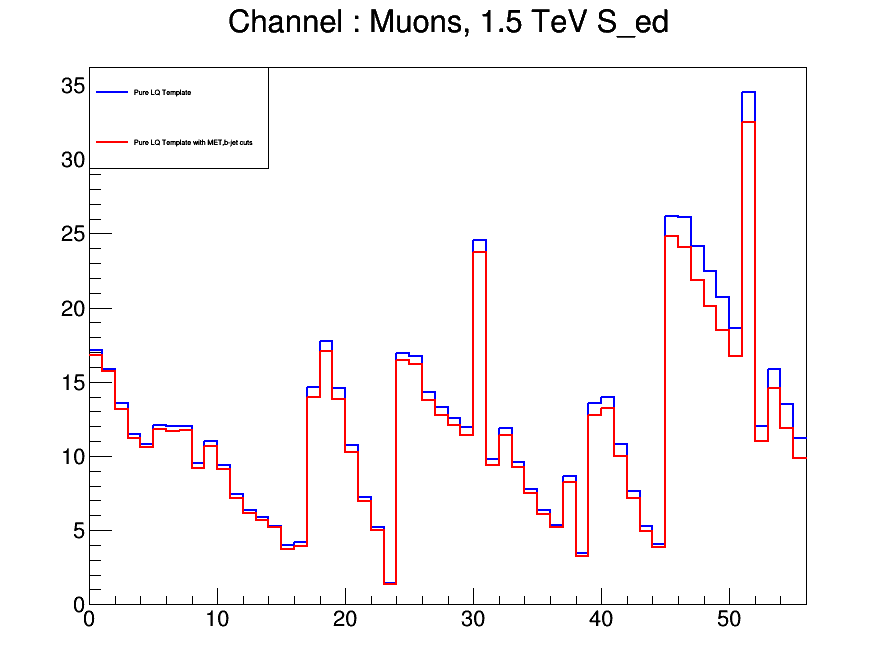 Channel : Muons, 1.5 TeV S_ed
35
Pure LQ Template
Pure LQ Template with MET,b-jet cuts
30
25
20
15
10
5
0
0 10 20 30 40 50